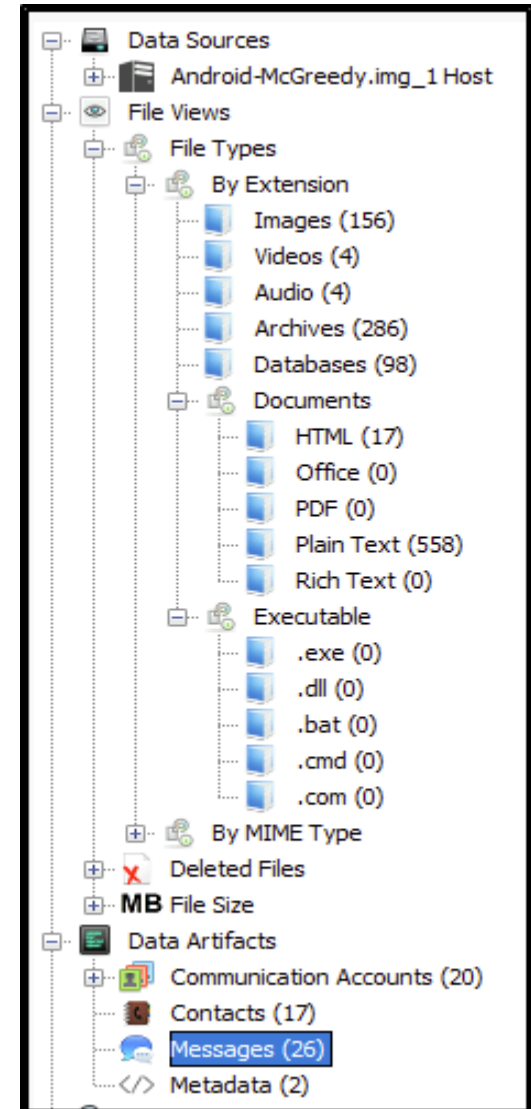 Data Sources
Android-McGreedy.img_1 Host
File Views
File Types
By Extension
Images (156)
Videos (4)
Audio (4)
Archives (286)
Databases (98)
Documents
HTML (17)
Office (0)
PDF (0)
Plain Text (558)
Rich Text (0)
Executable
.exe (0)
.dll (0)
.bat (0)
.cmd (0)
.com (0)
By MIME Type
Deleted Files
MB File Size
Data Artifacts
Communication Accounts (20)
Contacts (17)
Messages (26)
Metadata (2)